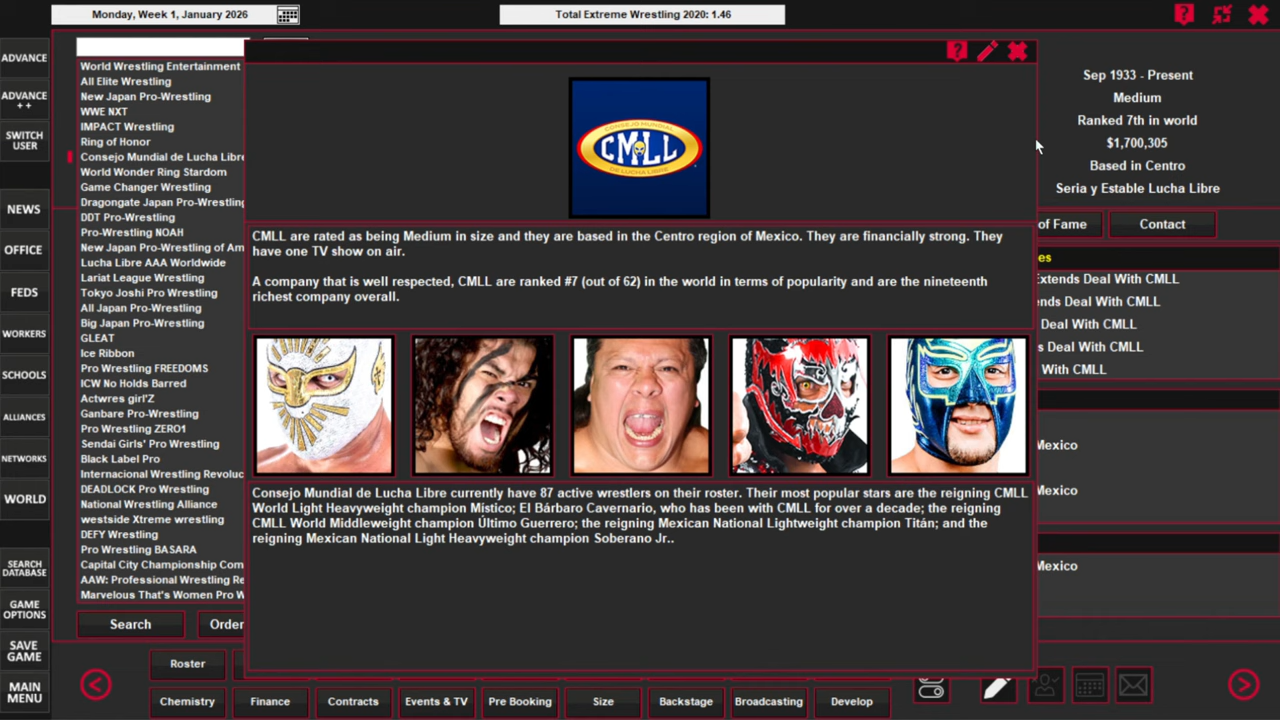 Monday, Week 1, January 2026
Total Extreme Wrestling 2020: 1.46
ADVANCE
ADVANCE
+ +
SWITCH
USER
NEWS
OFFICE
FEDS
WORKERS
SCHOOLS
ALLIANCES
NETWORKS
WORLD
SEARCH
DATABASE
GAME
OPTIONS
SAVE
GAME
MAIN
MENU
World Wrestling Entertainment
All Elite Wrestling
New Japan Pro-Wrestling
WWE NXT
IMPACT Wrestling
Ring of Honor
Consejo Mundial de Lucha Libre
World Wonder Ring Stardom
Game Changer Wrestling
Dragongate Japan Pro-Wrestling
DDT Pro-Wrestling
Pro-Wrestling NOAH
New Japan Pro-Wrestling of Am
Lucha Libre AAA Worldwide
Lariat League Wrestling
Tokyo Joshi Pro Wrestling
All Japan Pro-Wrestling
Big Japan Pro-Wrestling
GLEAT
Ice Ribbon
Pro Wrestling FREEDOMS
ICW No Holds Barred
Actwres girl'Z
Ganbare Pro-Wrestling
Pro Wrestling ZERO1
Sendai Girls' Pro Wrestling
Black Label Pro
Internacional Wrestling Revoluc
DEADLOCK Pro Wrestling
National Wrestling Alliance
westside Xtreme wrestling
DEFY Wrestling
Pro Wrestling BASARA
Capital City Championship Com
AAW: Professional Wrestling Re
Marvelous That's Women Pro W
Search
Order
CONSEJO MUNDIAL
CMLL
DE LUCHA LIBRE
CMLL are rated as being Medium in size and they are based in the Centro region of Mexico. They are financially strong. They
have one TV show on air.
A company that is well respected, CMLL are ranked #7 (out of 62) in the world in terms of popularity and are the nineteenth
richest company overall.
Consejo Mundial de Lucha Libre currently have 87 active wrestlers on their roster. Their most popular stars are the reigning CMLL
World Light Heavyweight champion Místico; El Bárbaro Cavernario, who has been with CMLL for over a decade; the reigning
CMLL World Middleweight champion Último Guerrero; the reigning Mexican National Lightweight champion Titán; and the
reigning Mexican National Light Heavyweight champion Soberano Jr..
Sep 1933 - Present
Medium
Ranked 7th in world
$1,700,305
Based in Centro
Seria y Estable Lucha Libre
of Fame
Contact
es
Extends Deal With CMLL
ends Deal With CMLL
Deal With CMLL
s Deal With CMLL
With CMLL
Mexico
Mexico
Mexico
Roster
Chemistry
Finance
Contracts
Events & TV
Pre Booking
Size
Backstage
Broadcasting
Develop